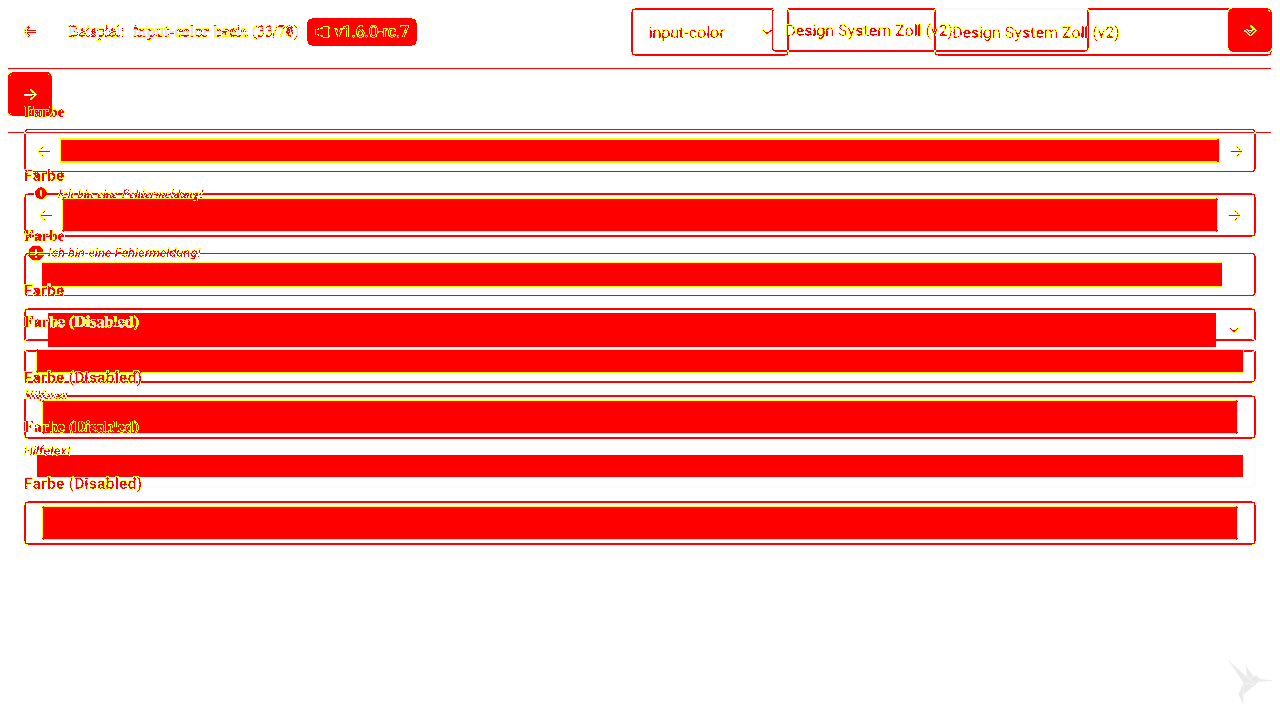 Beispiel: input-color basic (33/70) v1.6.0-rc.7 input-color Design System Zoll (v2) Design System Zoll (v2)
Farbe
Farbe
Ich bin eine Fehlermeldung!
Farbe
Ich bin eine Fehlermeldung!
Farbe
Farbe (Disabled)
Farbe (Disabled)
Hilfetext
Farbe (Disabled)
Hilfetext
Farbe (Disabled)